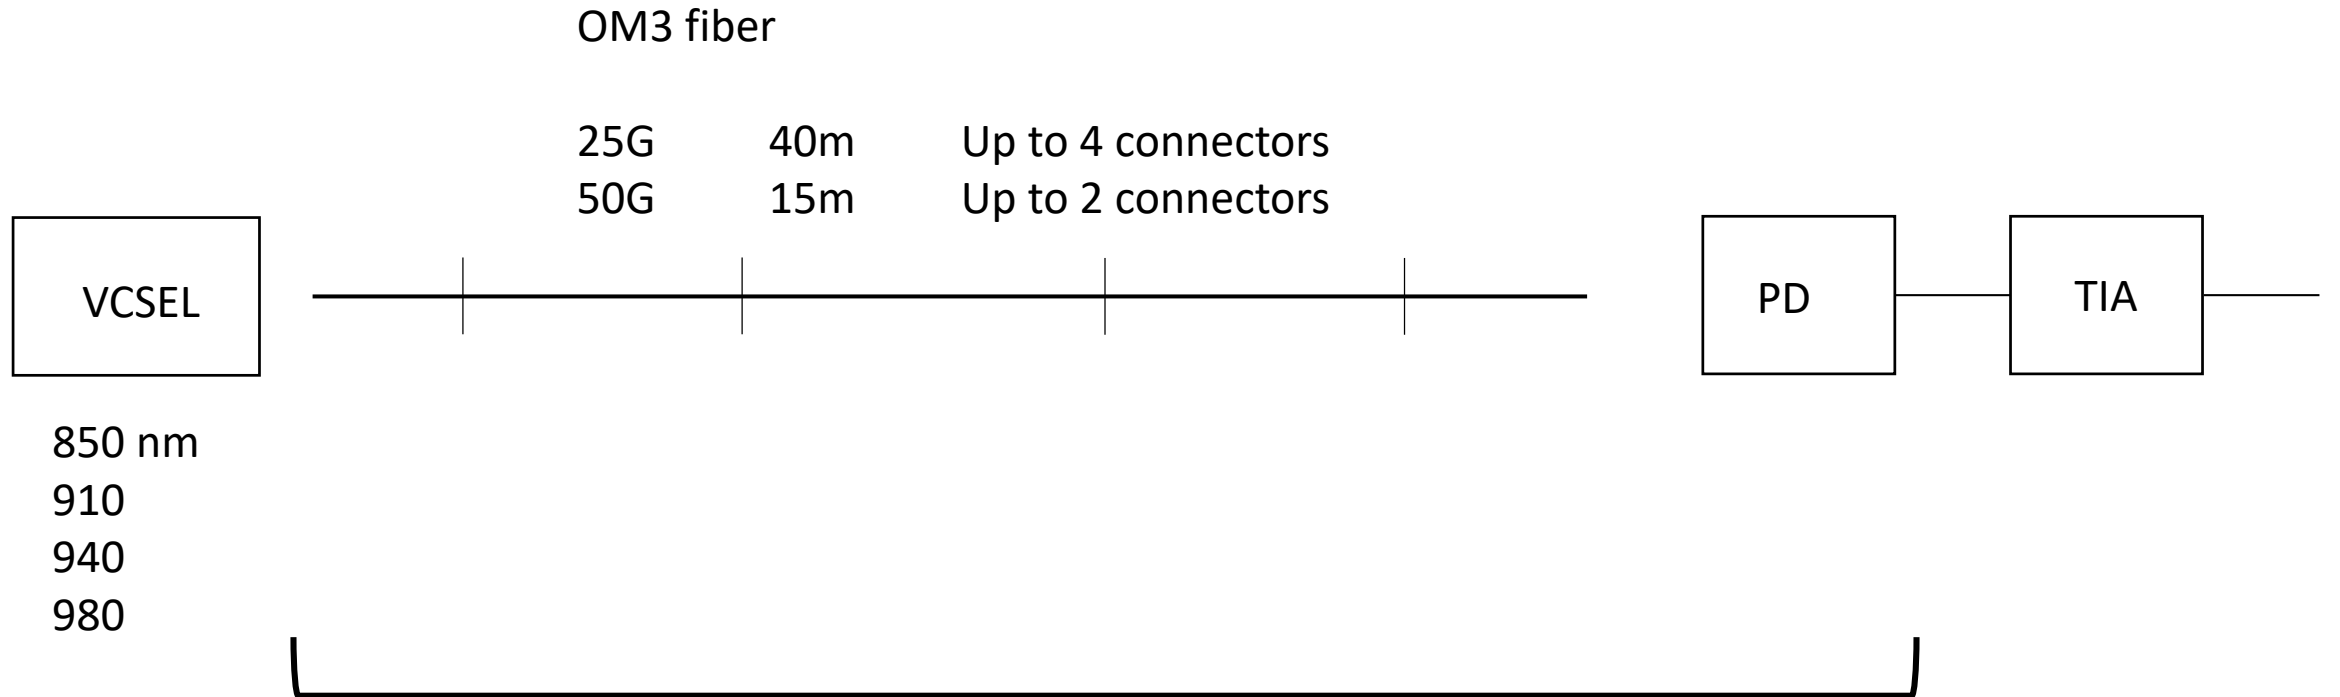 OM3 fiber
25G 40m Up to 4 connectors
50G 15m Up to 2 connectors
VCSEL
PD
TIA
850 nm
910
940
980